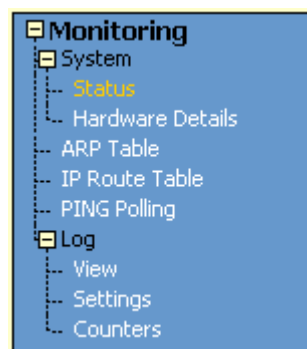 Monitoring
System
Status
Hardware Details
ARP Table
IP Route Table
PING Polling
Log
View
Settings
Counters